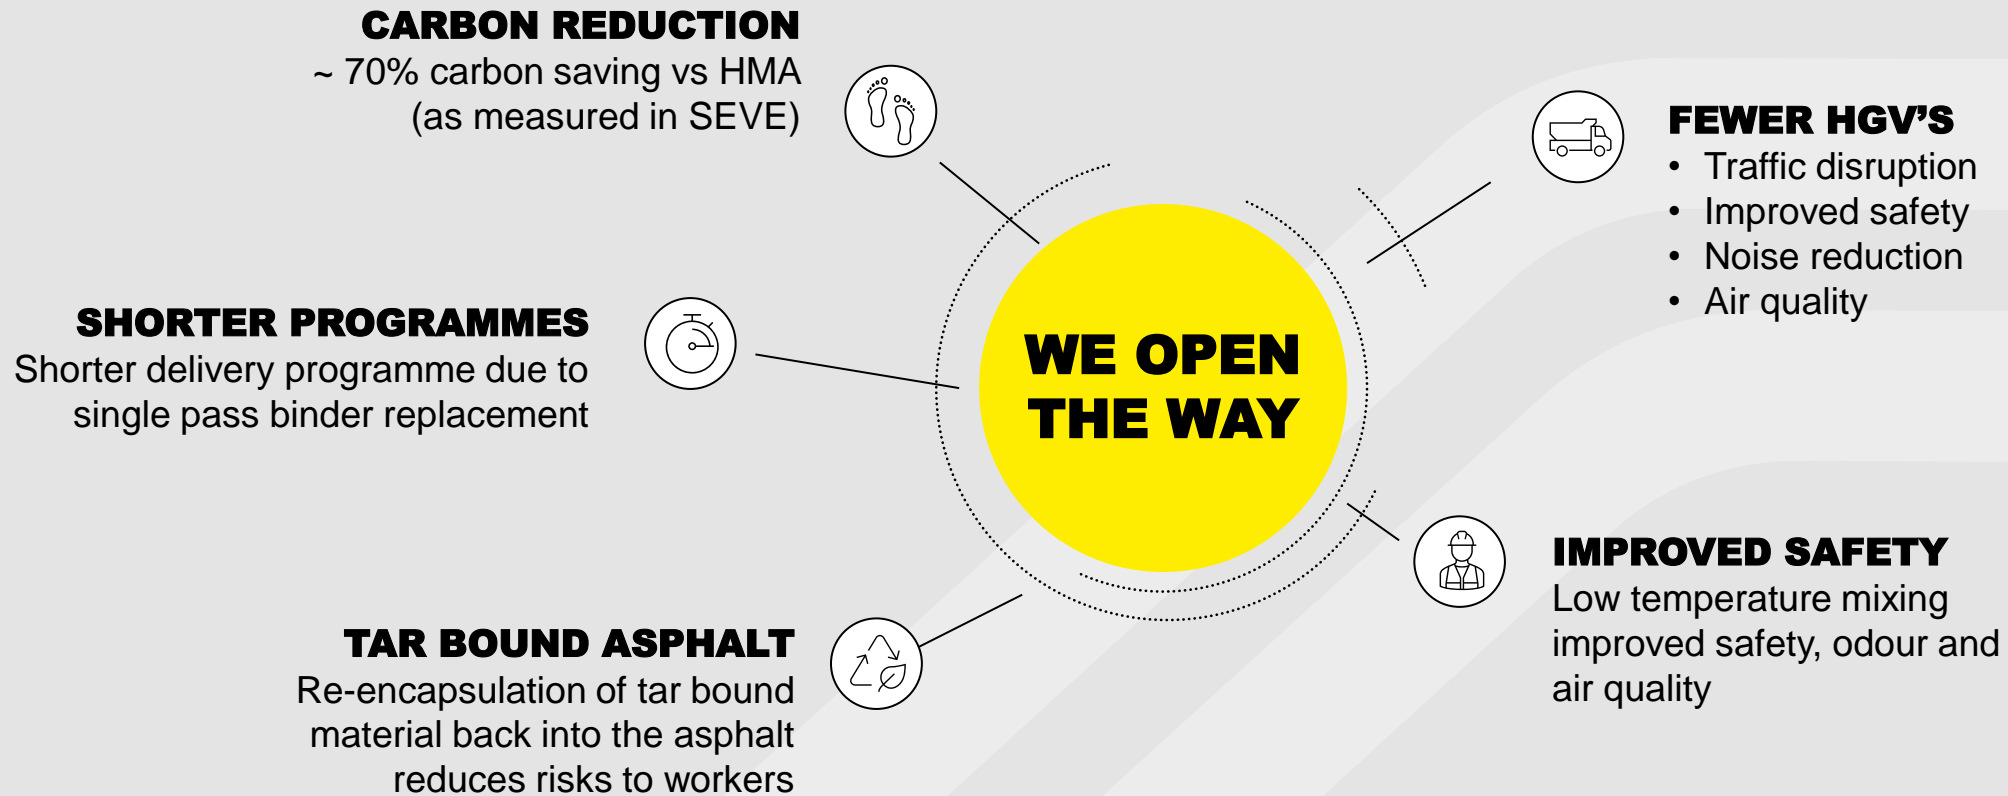 CARBON REDUCTION
~ 70% carbon saving vs HMA
(as measured in SEVE)
SHORTER PROGRAMMES
Shorter delivery programme due to
single pass binder replacement
TAR BOUND ASPHALT
Re-encapsulation of tar bound
material back into the asphalt
reduces risks to workers
WE OPEN
THE WAY
FEWER HGV’S
• Traffic disruption
• Improved safety
• Noise reduction
• Air quality
IMPROVED SAFETY
Low temperature mixing
improved safety, odour and
air quality